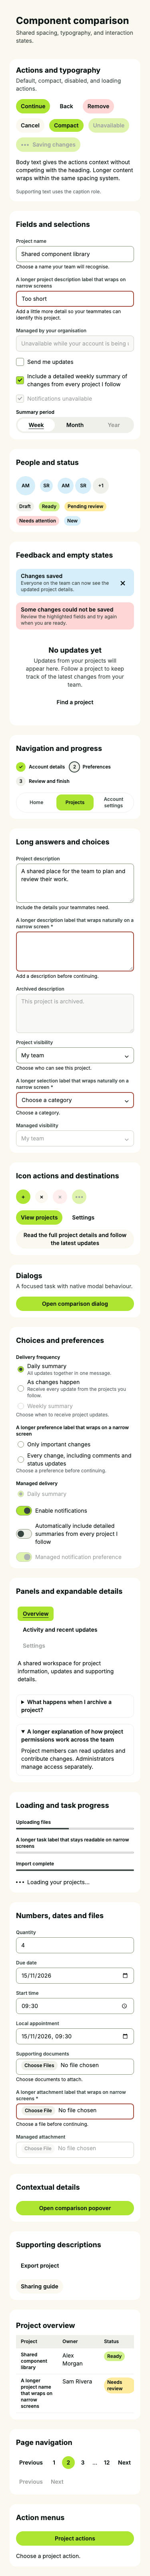 Component comparison
Shared spacing, typography, and interaction
states.
Actions and typography
Default, compact, disabled, and loading
actions.
Continue Back Remove
Cancel Compact Unavailable
Saving changes
Body text gives the actions context without
competing with the heading. Longer content
wraps within the same spacing system.
Supporting text uses the caption role.
Fields and selections
Project name
Shared component library
Choose a name your team will recognise.
A longer project description label that wraps on
narrow screens
Too short
Add a little more detail so your teammates can
identify this project.
Managed by your organisation
Unavailable while your account is being
Send me updates
Include a detailed weekly summary of
changes from every project I follow
Notifications unavailable
Summary period
Week Month Year
People and status
AM SR AM SR +1
Draft Ready Pending review
Needs attention New
Feedback and empty states
Changes saved
Everyone on the team can now see the
updated project details.
Some changes could not be saved
Review the highlighted fields and try again
when you are ready.
No updates yet
Updates from your projects will
appear here. Follow a project to keep
track of the latest changes from your
team.
Find a project
Navigation and progress
Account details 2 Preferences
3 Review and finish
Home Projects Account
settings
Long answers and choices
Project description
A shared place for the team to plan and
review their work.
Include the details your teammates need.
A longer description label that wraps naturally on a
narrow screen *
Add a description before continuing.
Archived description
This project is archived.
Project visibility
My team
Choose who can see this project.
A longer selection label that wraps naturally on a
narrow screen *
Choose a category
Choose a category.
Managed visibility
My team
Icon actions and destinations
View projects Settings
Read the full project details and follow
the latest updates
Dialogs
A focused task with native modal behaviour.
Open comparison dialog
Choices and preferences
Delivery frequency
Daily summary
All updates together in one message.
As changes happen
Receive every update from the projects you
follow.
Weekly summary
Choose when to receive project updates.
A longer preference label that wraps on a narrow
screen
Only important changes
Every change, including comments and
status updates
Choose a preference before continuing.
Managed delivery
Daily summary
Enable notifications
Automatically include detailed
summaries from every project I
follow
Managed notification preference
Panels and expandable details
Overview
Activity and recent updates
Settings
A shared workspace for project
information, updates and supporting
details.
What happens when I archive a
project?
A longer explanation of how project
permissions work across the team
Project members can read updates and
contribute changes. Administrators
manage access separately.
Loading and task progress
Uploading files
A longer task label that stays readable on narrow
screens
Import complete
Loading your projects…
Numbers, dates and files
Quantity
4
Due date
15/11/2026
Start time
09:30
Local appointment
15/11/2026, 09:30
Supporting documents
Choose Files No file chosen
Choose documents to attach.
A longer attachment label that wraps on narrow
screens *
Choose File No file chosen
Choose a file before continuing.
Managed attachment
Choose File No file chosen
Contextual details
Open comparison popover
Supporting descriptions
Export project
Sharing guide
Project overview
Project Owner Status
Shared
component
library
Alex
Morgan
Ready
A longer
project name
that wraps on
narrow
screens
Sam Rivera
Needs
review
Page navigation
Previous 1 2 3 … 12 Next
Previous Next
Action menus
Project actions
Choose a project action.